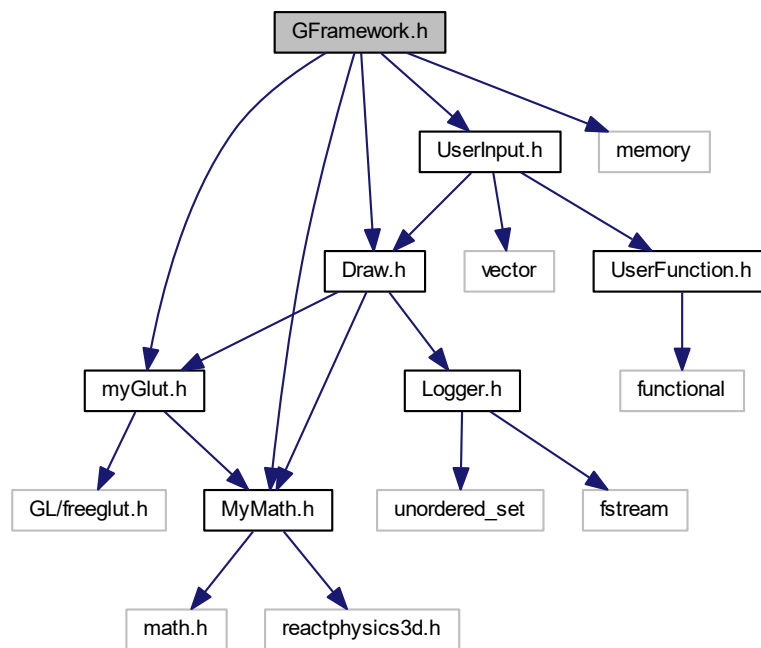 GFramework.h
UserInput.h
memory
Draw.h
vector
UserFunction.h
myGlut.h
Logger.h
functional
GL/freeglut.h
MyMath.h
unordered_set
fstream
math.h
reactphysics3d.h